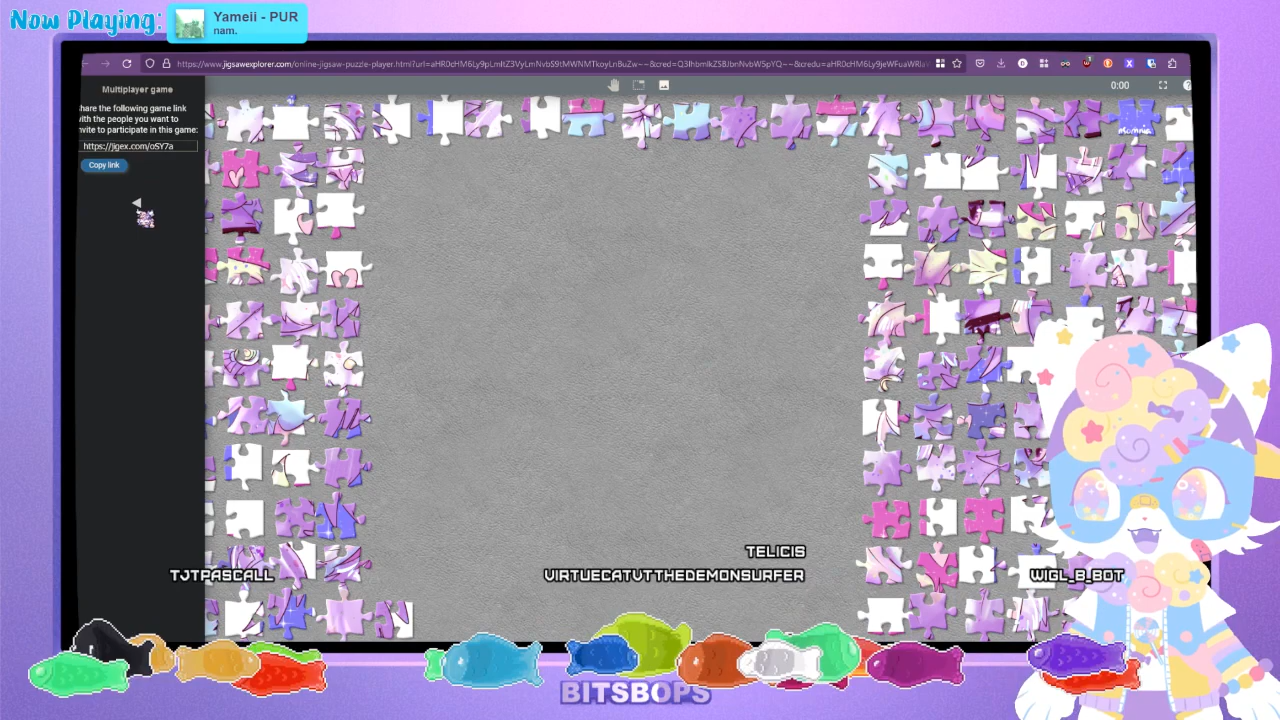 Now Playing:
Yameii - PUR
nam.
Multiplayer game
0:00
hare the following game link
with the people you want to
nvite to participate in this game:
https://jigex.com/oSY7a
Copy link
Momnia
TELICIS
TJTPASCALL
VIRTUECATVTTHEDEMONSURFER
WIGL_B_BOT
BITSBOPS